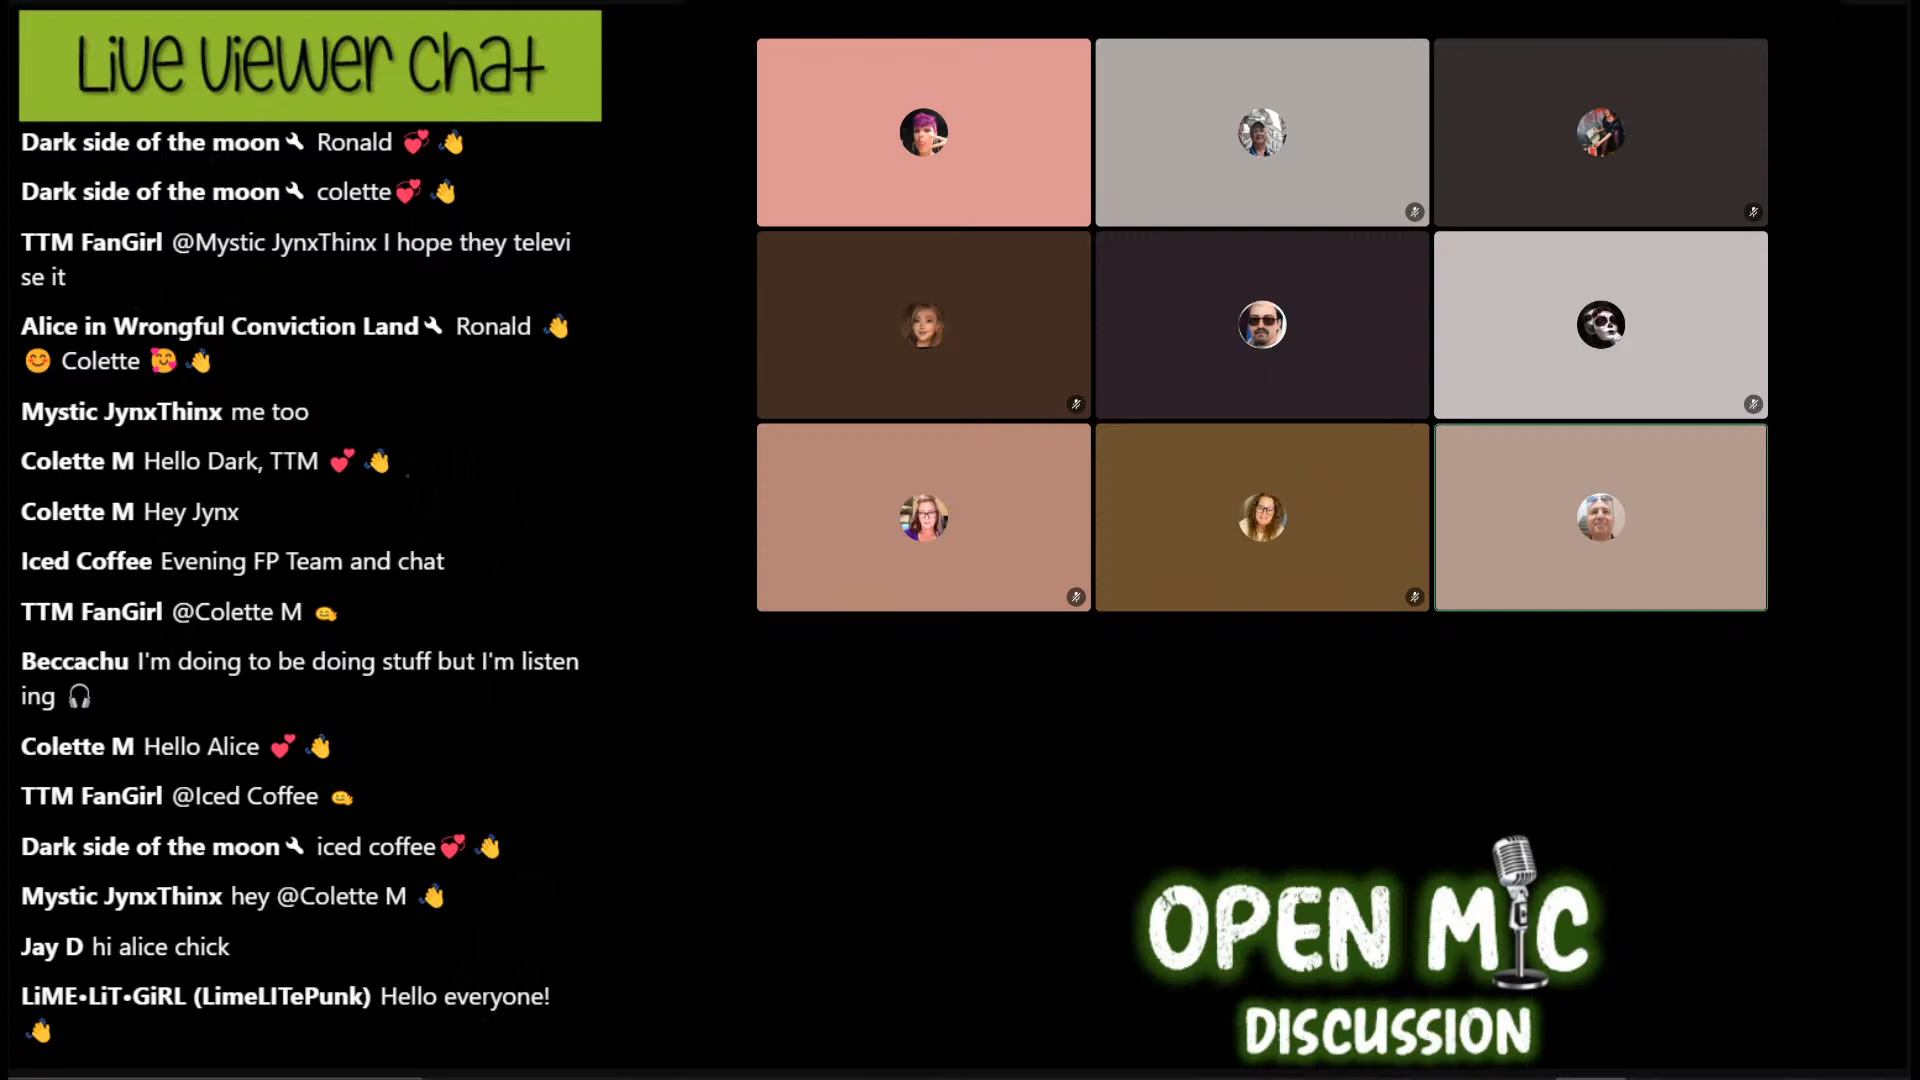 Live Viewer Chat
Dark side of the moon Ronald 💞 👋
Dark side of the moon colette💞 👋
TTM FanGirl @Mystic JynxThinx I hope they televi
se it
Alice in Wrongful Conviction Land Ronald 👋
😊 Colette 🥰 👋
Mystic JynxThinx me too
Colette M Hello Dark, TTM 💕 👋
Colette M Hey Jynx
Iced Coffee Evening FP Team and chat
TTM FanGirl @Colette M
Beccachu I'm doing to be doing stuff but I'm listen
ing 🎧
Colette M Hello Alice 💕 👋
TTM FanGirl @Iced Coffee
Dark side of the moon iced coffee💞 👋
Mystic JynxThinx hey @Colette M 👋
Jay D hi alice chick
LiME•LiT•GiRL (LimeLITePunk) Hello everyone!
👋
OPEN MIC
DISCUSSION